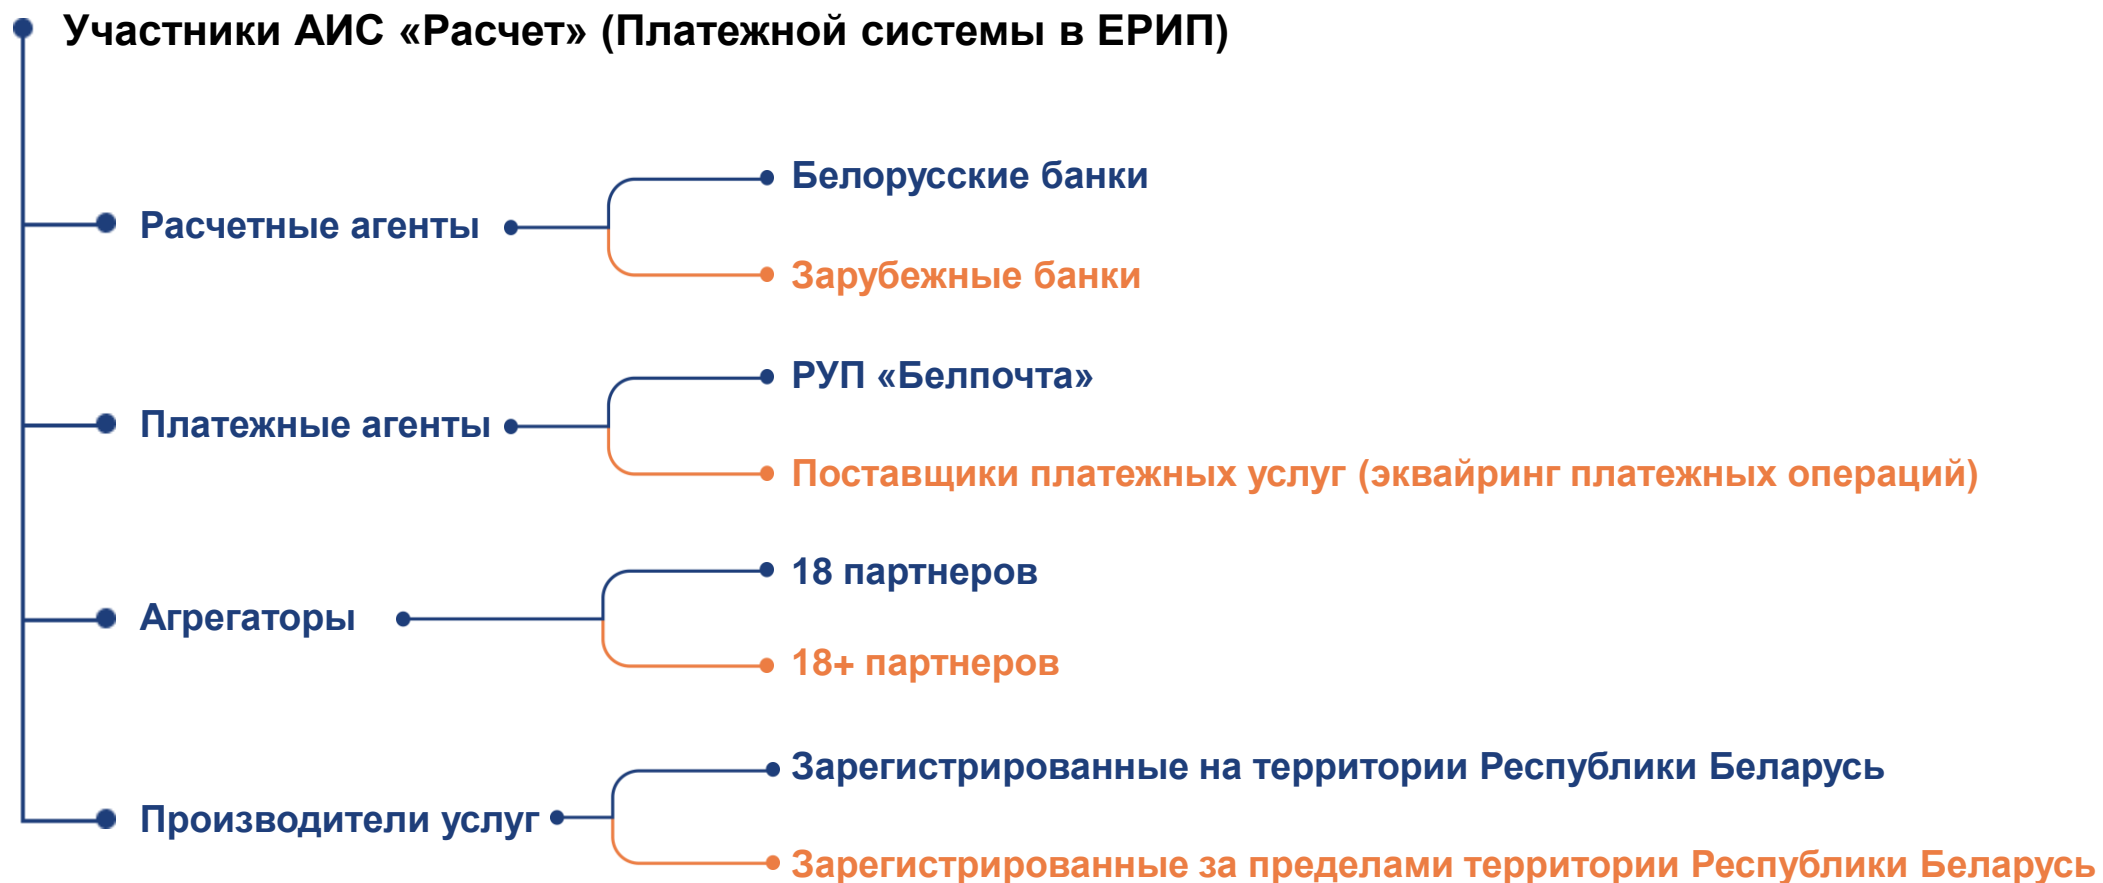 Участники АИС «Расчет» (Платежной системы в ЕРИП)
Расчетные агенты
Белорусские банки
Зарубежные банки
Платежные агенты
РУП «Белпочта»
Поставщики платежных услуг (эквайринг платежных операций)
Агрегаторы
18 партнеров
18+ партнеров
Производители услуг
Зарегистрированные на территории Республики Беларусь
Зарегистрированные за пределами территории Республики Беларусь